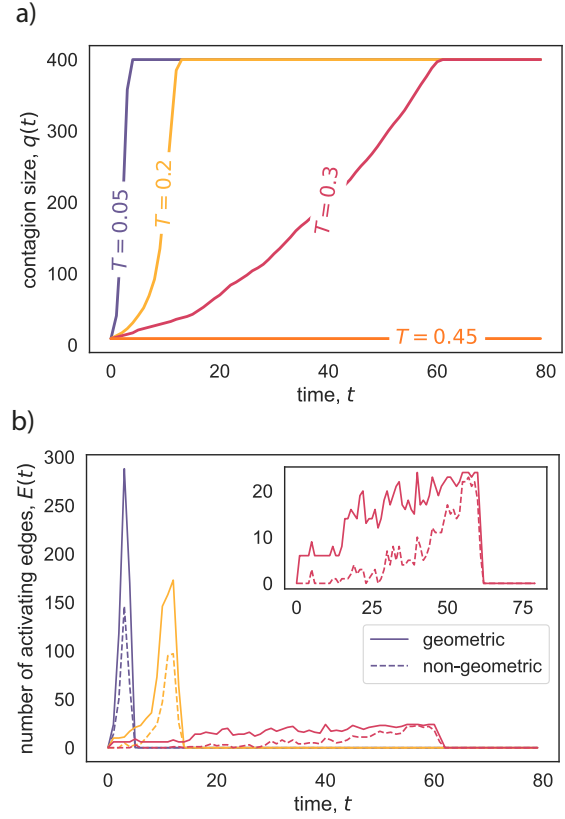 a)
400
300
200
100
0
contagion size, q(t)
T = 0.05
T = 0.2
T = 0.3
T = 0.45
0 20 40 60 80
time, t
b)
300
250
200
150
100
50
0
number of activating edges, E(t)
20
10
0
0 25 50 75
geometric
non-geometric
0 20 40 60 80
time, t